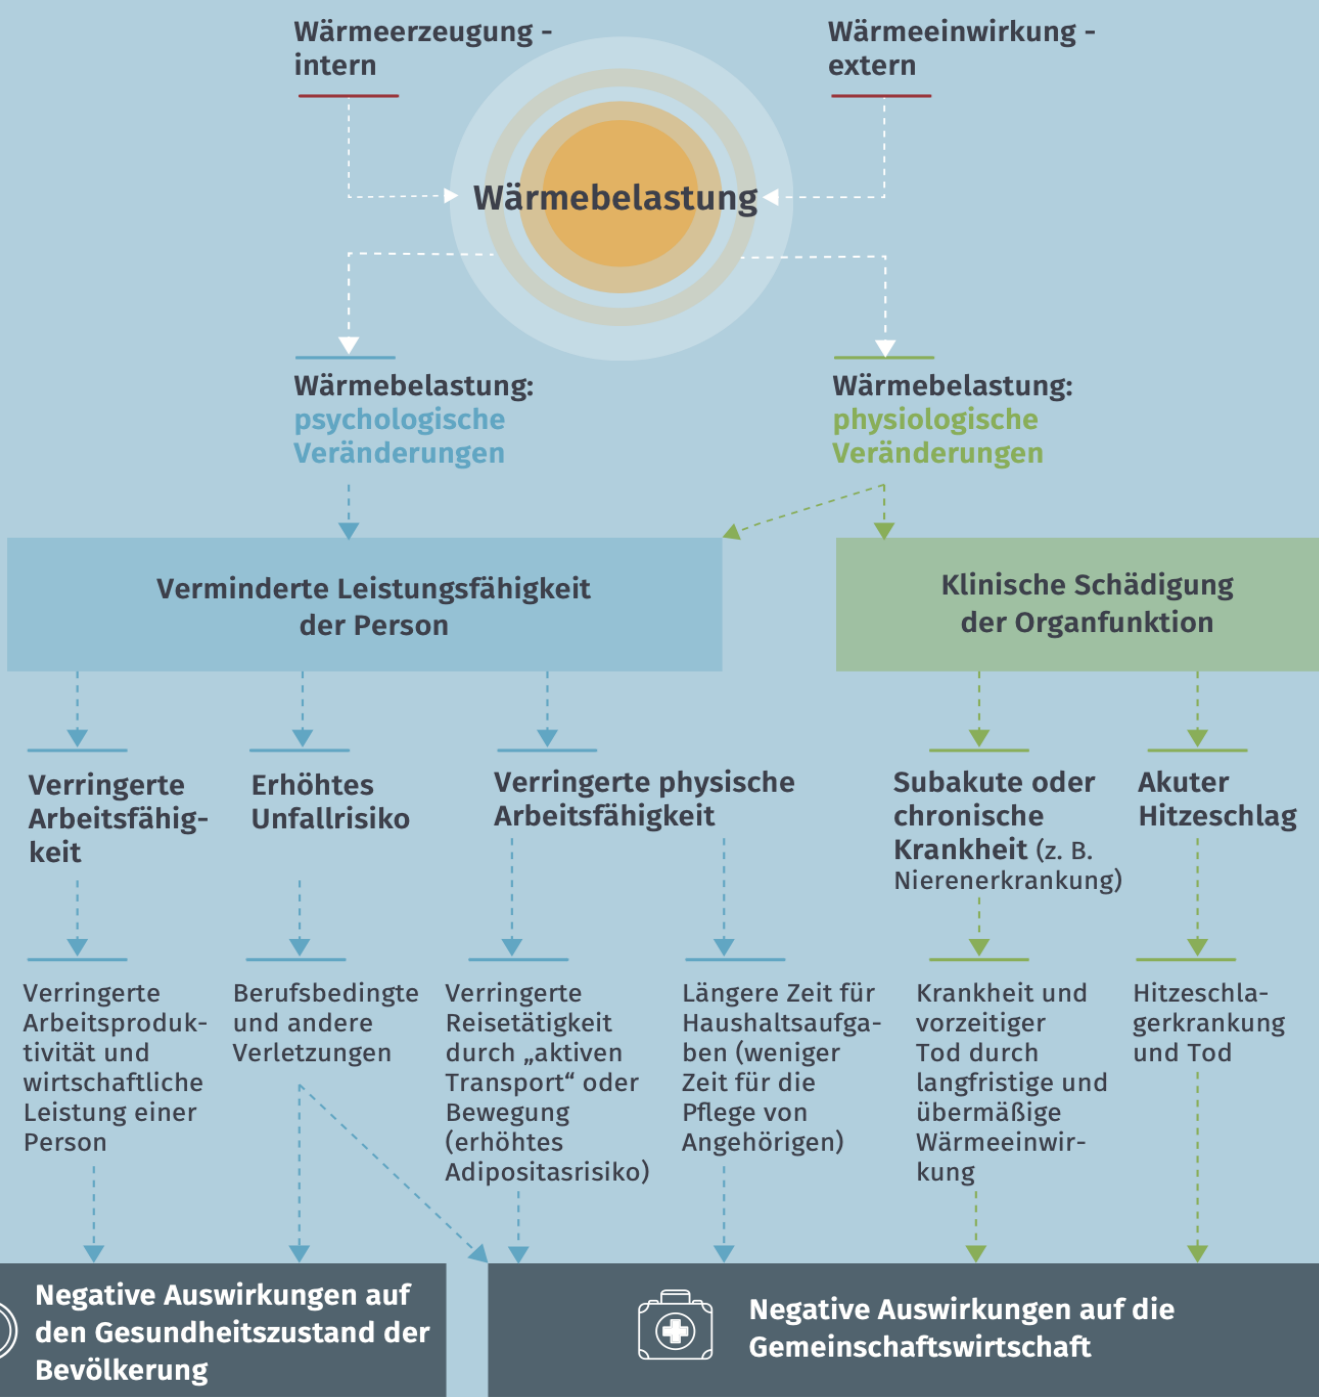 Wärmeerzeugung -
intern
Wärmeeinwirkung -
extern
Wärmebelastung
Wärmebelastung:
psychologische
Veränderungen
Wärmebelastung:
physiologische
Veränderungen
Verminderte Leistungsfähigkeit
der Person
Klinische Schädigung
der Organfunktion
Verringerte
Arbeitsfähig-
keit
Erhöhtes
Unfallrisiko
Verringerte physische
Arbeitsfähigkeit
Subakute oder
chronische
Krankheit (z. B.
Nierenerkrankung)
Akuter
Hitzeschlag
Verringerte
Arbeitsproduk-
tivität und
wirtschaftliche
Leistung einer
Person
Berufsbedingte
und andere
Verletzungen
Verringerte
Reisetätigkeit
durch „aktiven
Transport“ oder
Bewegung
(erhöhtes
Adipositasrisiko)
Längere Zeit für
Haushaltsaufga-
ben (weniger
Zeit für die
Pflege von
Angehörigen)
Krankheit und
vorzeitiger
Tod durch
langfristige und
übermäßige
Wärmeeinwir-
kung
Hitzeschla-
gerkrankung
und Tod
Negative Auswirkungen auf
den Gesundheitszustand der
Bevölkerung
Negative Auswirkungen auf die
Gemeinschaftswirtschaft